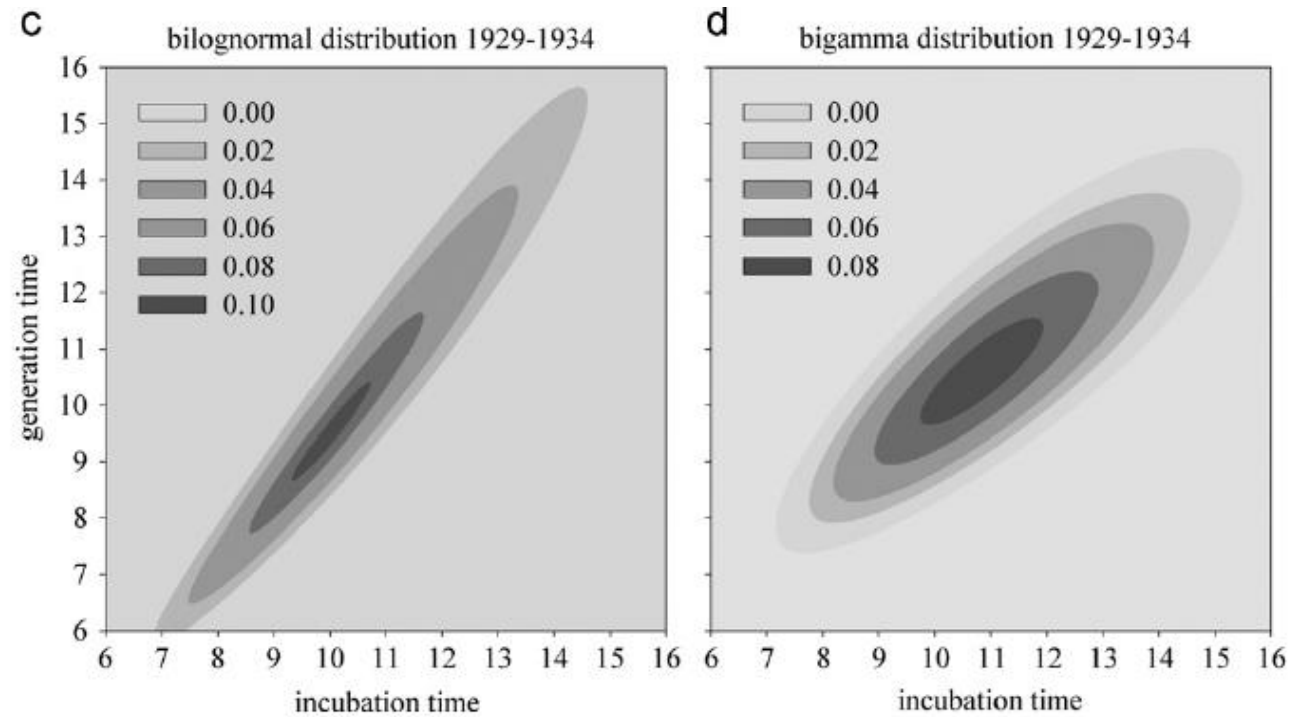 c
bilognormal distribution 1929-1934
16
15
14
13
12
11
10
9
8
7
6
generation time
0.00
0.02
0.04
0.06
0.08
0.10
6 7 8 9 10 11 12 13 14 15 16
incubation time
d
bigamma distribution 1929-1934
0.00
0.02
0.04
0.06
0.08
6 7 8 9 10 11 12 13 14 15 16
incubation time